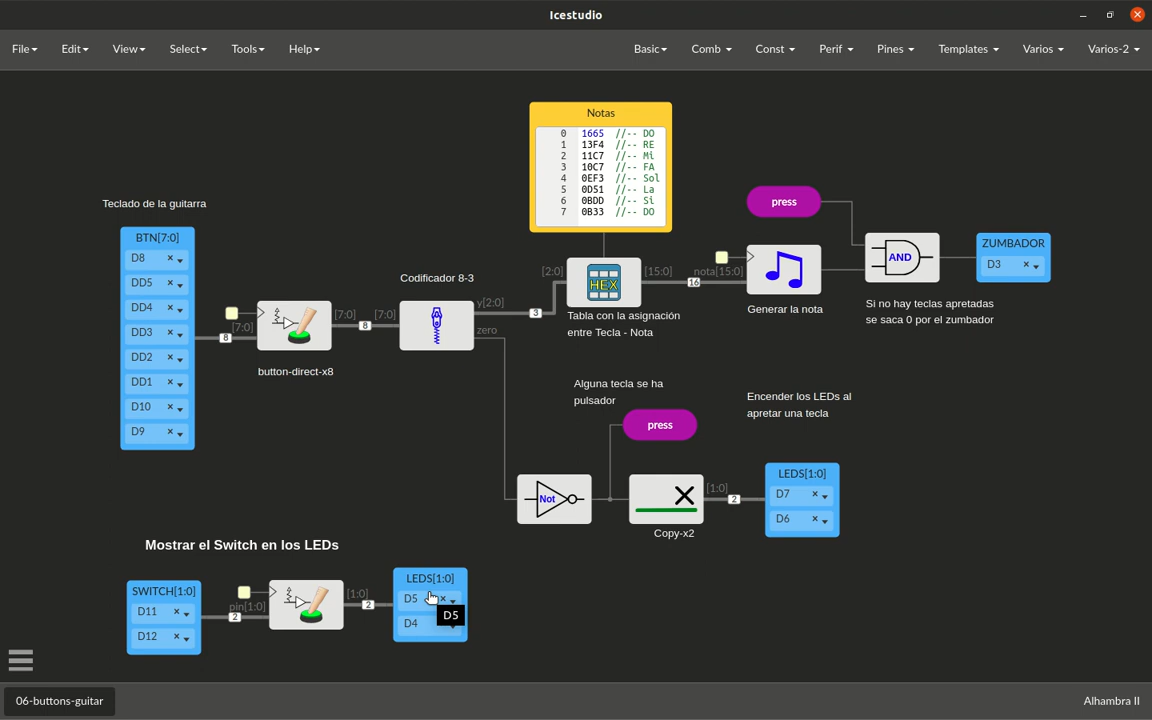 Icestudio
File Edit View Select Tools Help Basic Comb Const Perif Pines Templates Varios Varios-2
Notas
0 1665 //-- DO
1 13F4 //-- RE
2 11C7 //-- Mi
3 10C7 //-- FA
4 0EF3 //-- Sol
5 0D51 //-- La
6 0BDD //-- Si
7 0B33 //-- DO
Teclado de la guitarra
BTN[7:0]
D8
DD5
DD4
DD3
DD2
DD1
D10
D9
[7:0]
8
button-direct-x8
[7:0]
8
[7:0]
Codificador 8-3
y[2:0]
zero
3
[2:0]
HEX
[15:0]
16
Tabla con la asignación
entre Tecla - Nota
nota[15:0]
Generar la nota
press
AND
Si no hay teclas apretadas
se saca 0 por el zumbador
ZUMBADOR
D3
Alguna tecla se ha
pulsador
press
Not
Copy-x2
[1:0]
2
Encender los LEDs al
apretar una tecla
LEDS[1:0]
D7
D6
Mostrar el Switch en los LEDs
SWITCH[1:0]
D11
D12
pin[1:0]
2
[1:0]
2
LEDS[1:0]
D5
D5
D4
06-buttons-guitar
Alhambra II